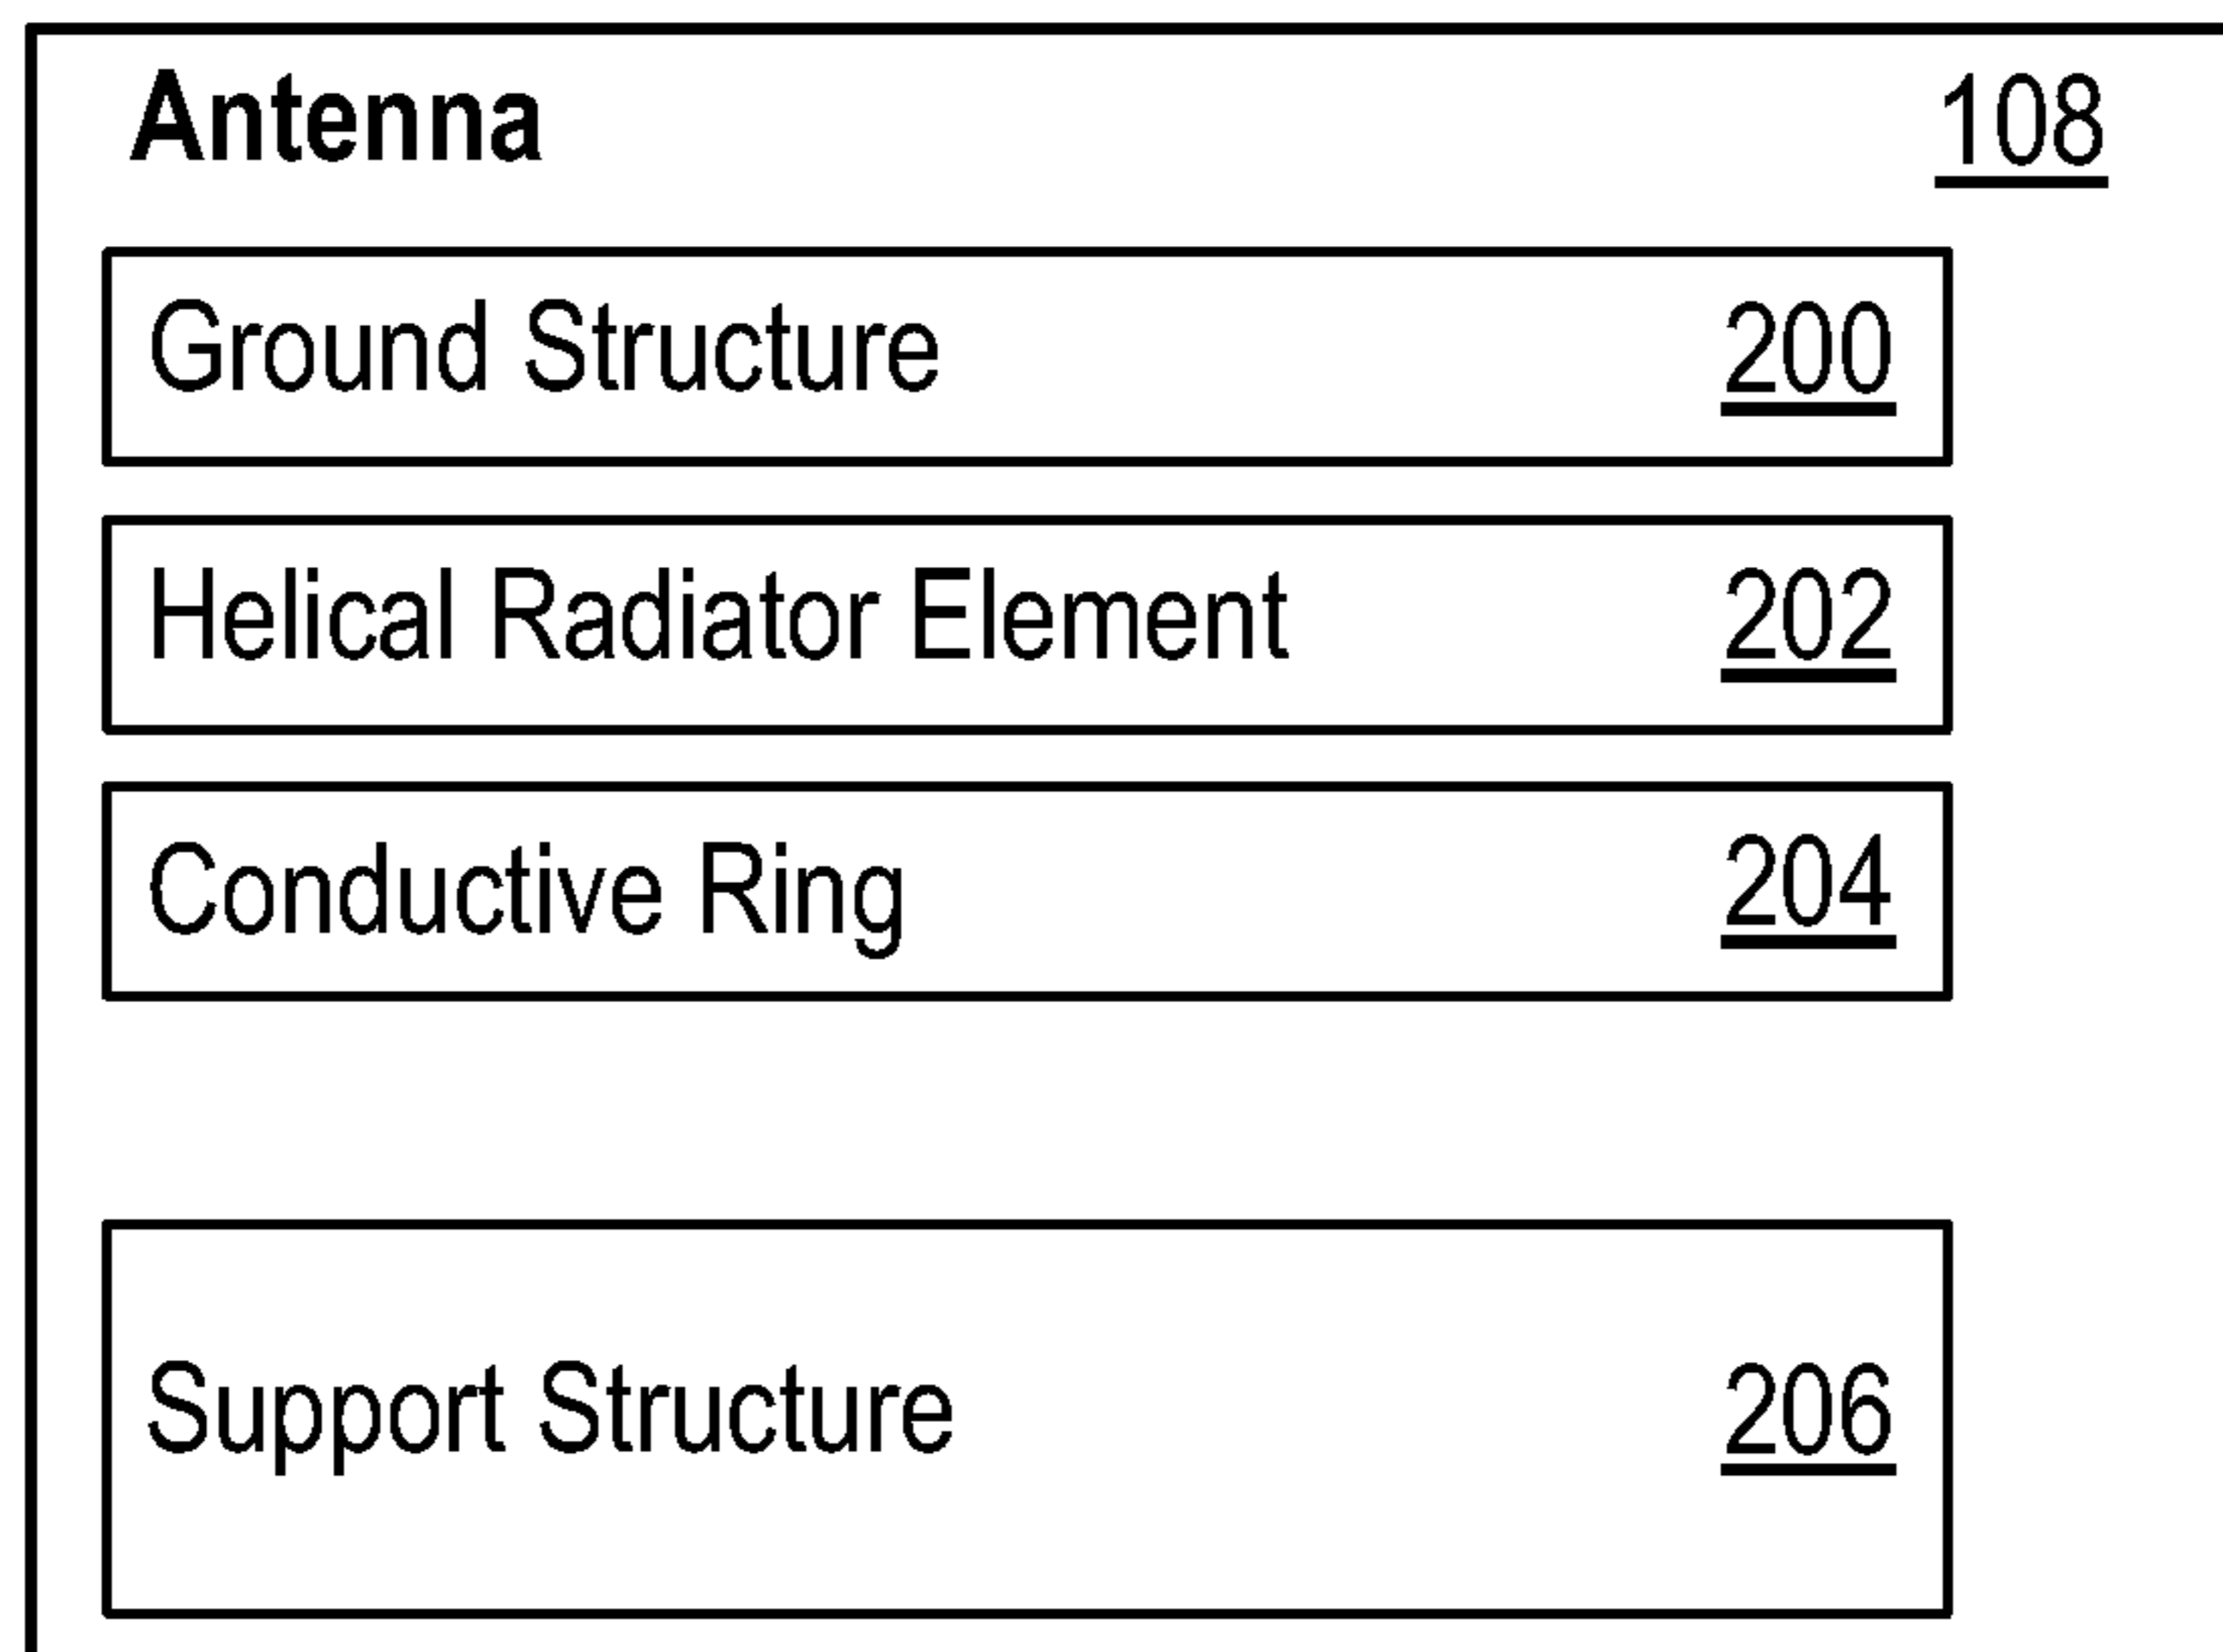 Antenna 108
Ground Structure 200
Helical Radiator Element 202
Conductive Ring 204
Support Structure 206